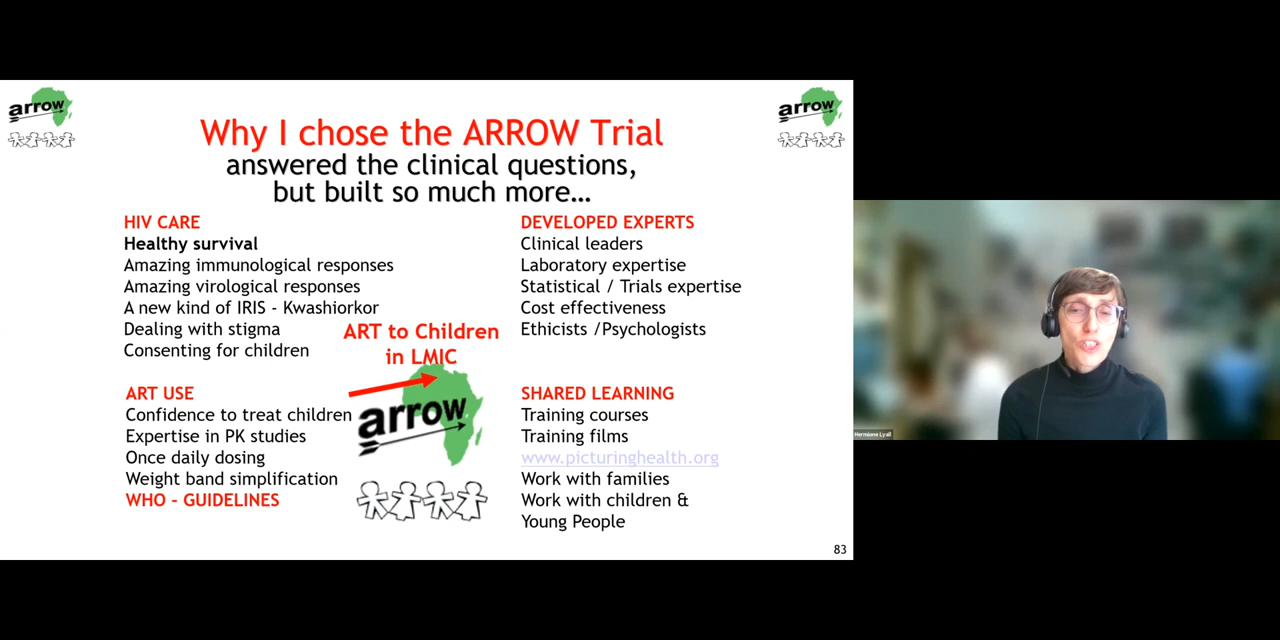 arrow
arrow
Why I chose the ARROW Trial
answered the clinical questions,
but built so much more…
HIV CARE
Healthy survival
Amazing immunological responses
Amazing virological responses
A new kind of IRIS - Kwashiorkor
Dealing with stigma
Consenting for children
DEVELOPED EXPERTS
Clinical leaders
Laboratory expertise
Statistical / Trials expertise
Cost effectiveness
Ethicists /Psychologists
ART to Children
in LMIC
arrow
ART USE
Confidence to treat children
Expertise in PK studies
Once daily dosing
Weight band simplification
WHO - GUIDELINES
SHARED LEARNING
Training courses
Training films
www.picturinghealth.org
Work with families
Work with children &
Young People
83
Hermione Lyall